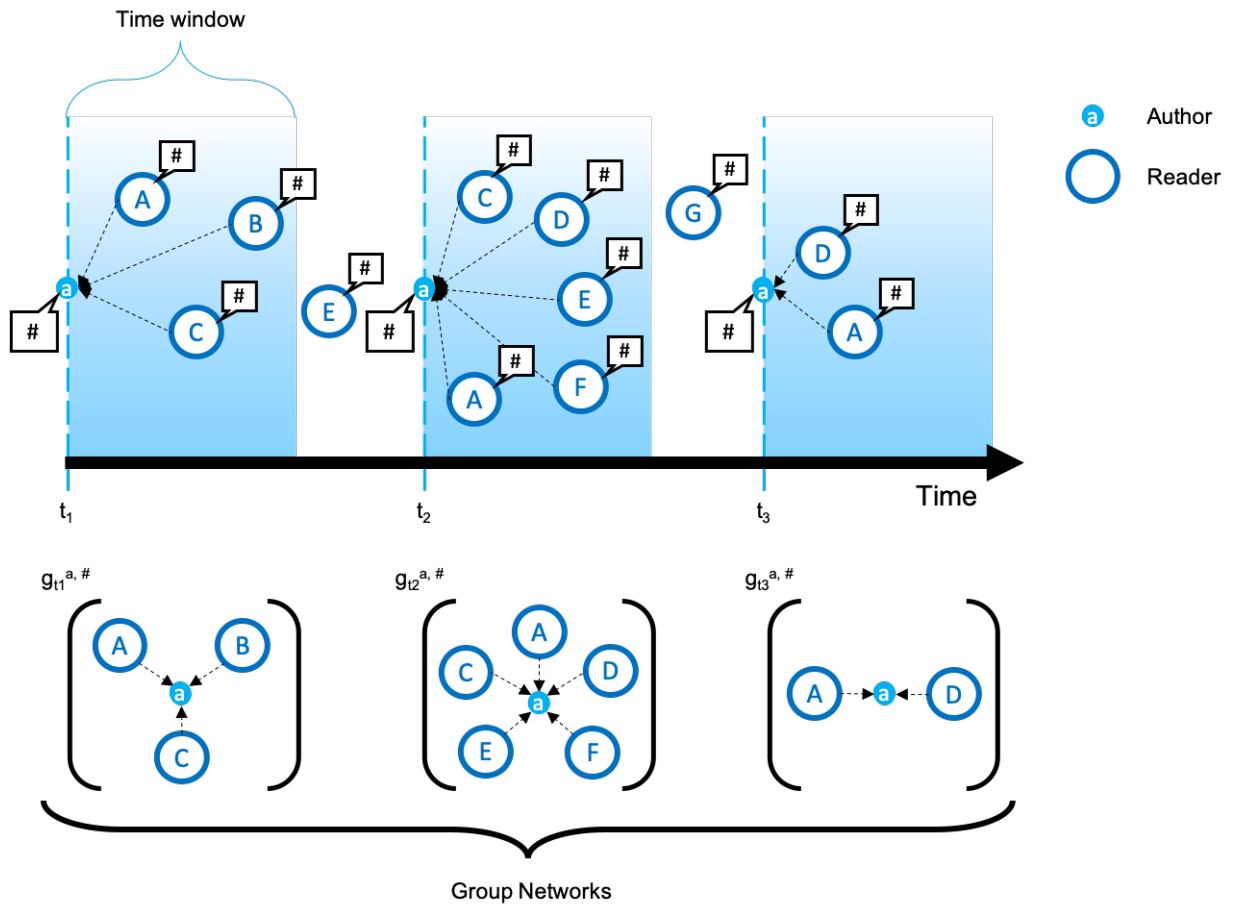 Time window
a Author
Reader
# # # # # #
A C D G
B D
# # # #
a a a
E E
# # # # #
C A
# #
A F
Time
t1 t2 t3
gt1a, # gt2a, # gt3a, #
A B A
C D A a D
a a
C E F
Group Networks